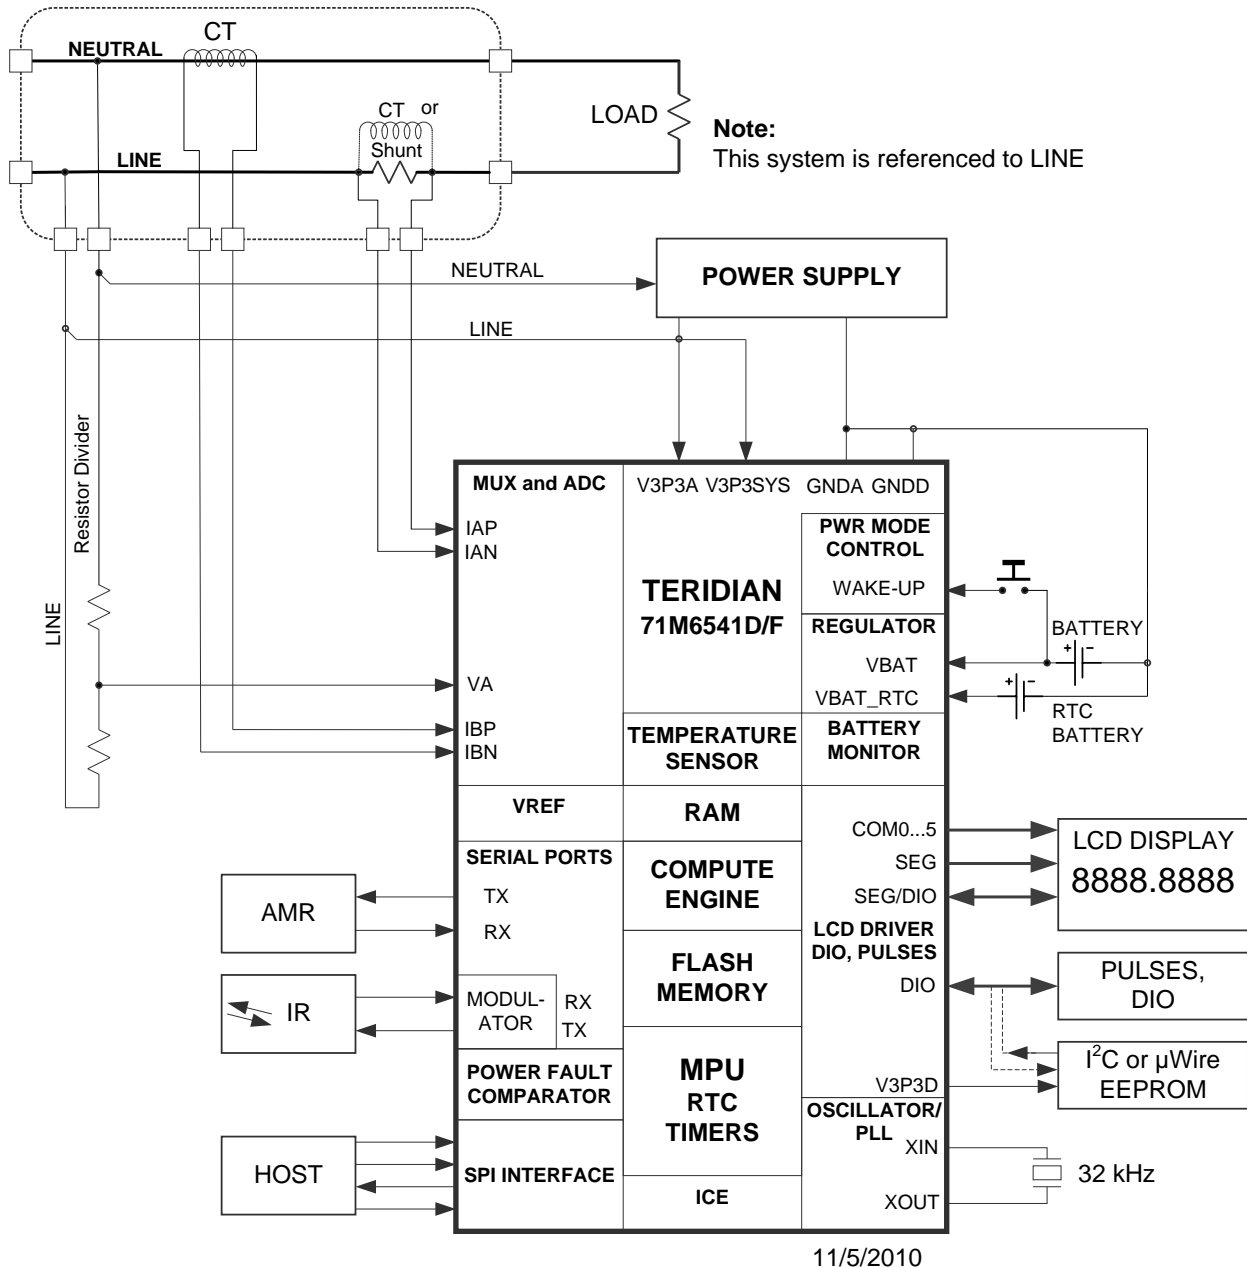 CT
NEUTRAL
CT or
Shunt
LINE
LOAD
Note:
This system is referenced to LINE
NEUTRAL
POWER SUPPLY
LINE
Resistor Divider
LINE
MUX and ADC
V3P3A V3P3SYS GNDA GNDD
IAP
IAN
PWR MODE
CONTROL
TERIDIAN
71M6541D/F
WAKE-UP
REGULATOR
BATTERY
VBAT
VBAT_RTC
RTC
BATTERY
VA
IBP
IBN
TEMPERATURE
SENSOR
BATTERY
MONITOR
VREF
RAM
COM0...5
SEG
SEG/DIO
LCD DISPLAY
8888.8888
SERIAL PORTS
TX
RX
AMR
COMPUTE
ENGINE
LCD DRIVER
DIO, PULSES
FLASH
MEMORY
DIO
PULSES,
DIO
IR
MODUL-
ATOR
RX
TX
I²C or µWire
EEPROM
POWER FAULT
COMPARATOR
MPU
RTC
TIMERS
V3P3D
OSCILLATOR/
PLL
XIN
32 kHz
XOUT
HOST
SPI INTERFACE
ICE
11/5/2010